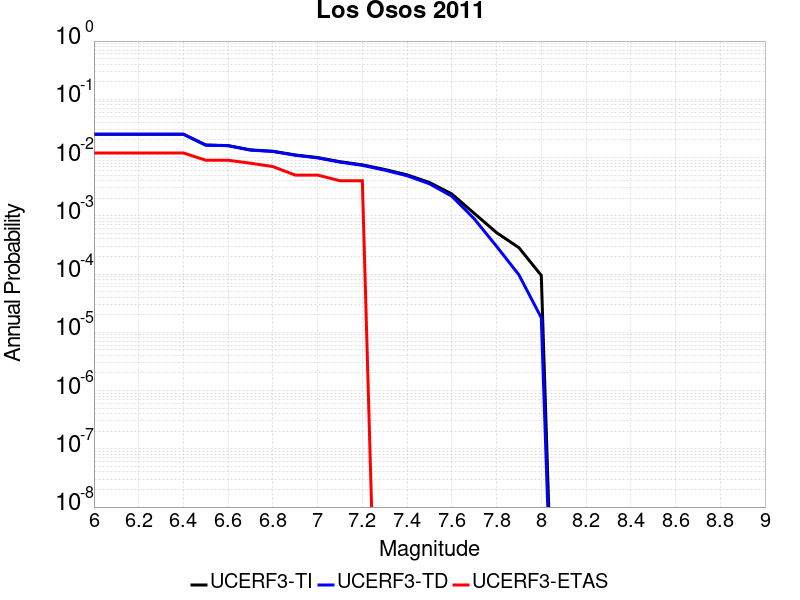 Los Osos 2011
Annual Probability
10^0
10^-1
10^-2
10^-3
10^-4
10^-5
10^-6
10^-7
10^-8
6 6.2 6.4 6.6 6.8 7 7.2 7.4 7.6 7.8 8 8.2 8.4 8.6 8.8 9
Magnitude
UCERF3-TI UCERF3-TD UCERF3-ETAS